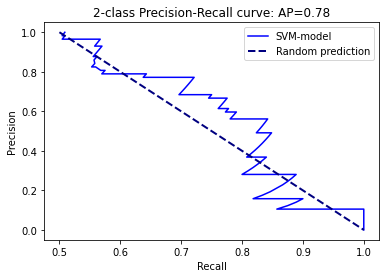 2-class Precision-Recall curve: AP=0.78
SVM-model
Random prediction
Precision
1.0
0.8
0.6
0.4
0.2
0.0
0.5 0.6 0.7 0.8 0.9 1.0
Recall